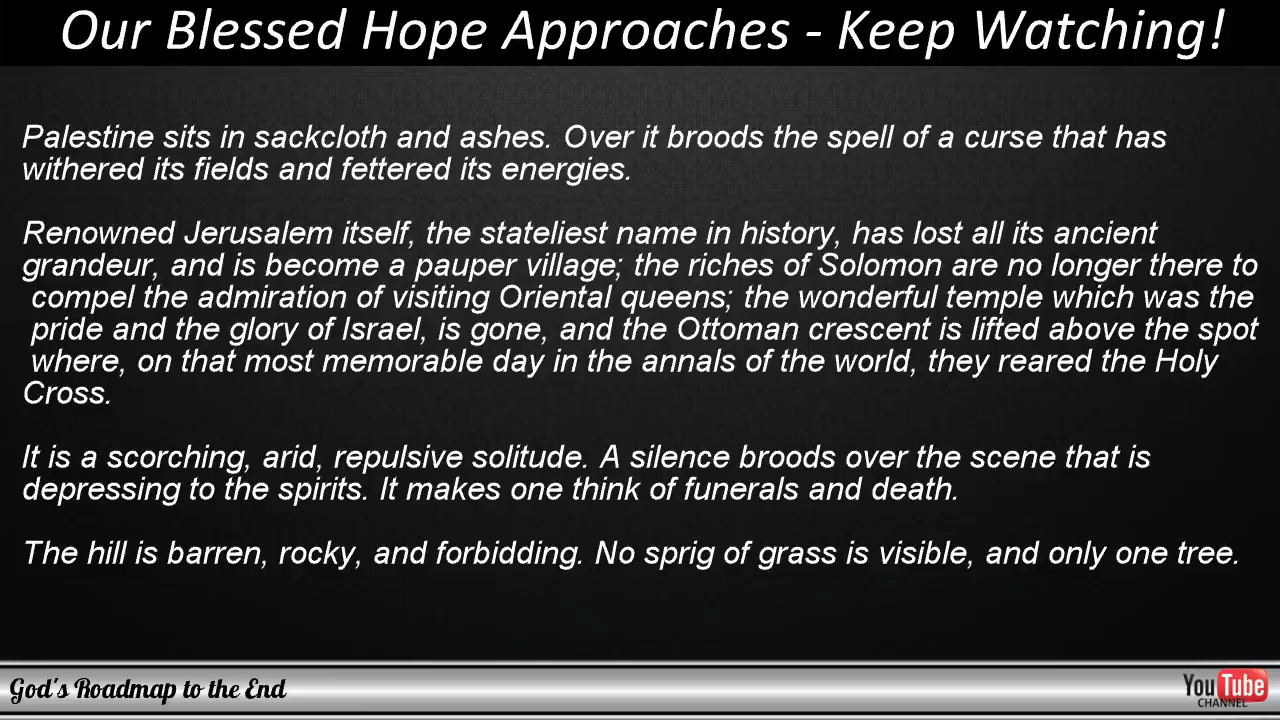 Our Blessed Hope Approaches - Keep Watching!
Palestine sits in sackcloth and ashes. Over it broods the spell of a curse that has
withered its fields and fettered its energies.
Renowned Jerusalem itself, the stateliest name in history, has lost all its ancient
grandeur, and is become a pauper village; the riches of Solomon are no longer there to
compel the admiration of visiting Oriental queens; the wonderful temple which was the
pride and the glory of Israel, is gone, and the Ottoman crescent is lifted above the spot
where, on that most memorable day in the annals of the world, they reared the Holy
Cross.
It is a scorching, arid, repulsive solitude. A silence broods over the scene that is
depressing to the spirits. It makes one think of funerals and death.
The hill is barren, rocky, and forbidding. No sprig of grass is visible, and only one tree.
God's Roadmap to the End
YouTube
CHANNEL